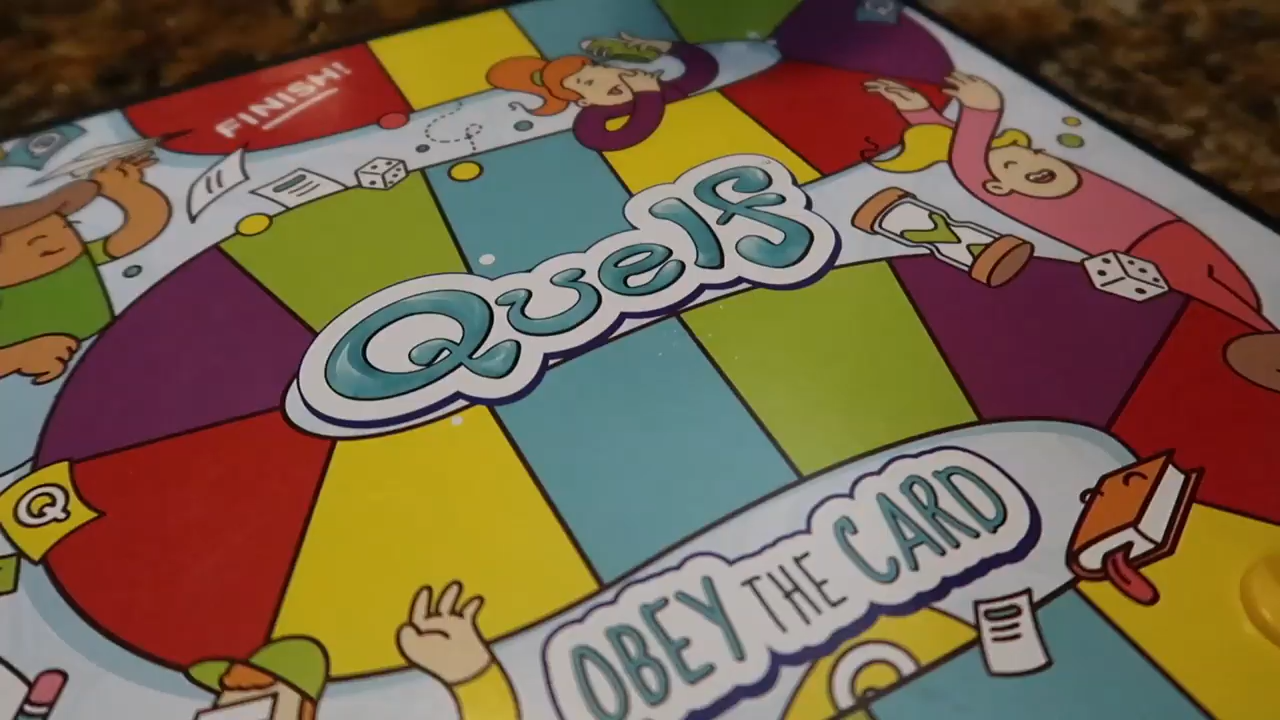 FINISH!
Quelf
Q
OBEY THE CARD
Q